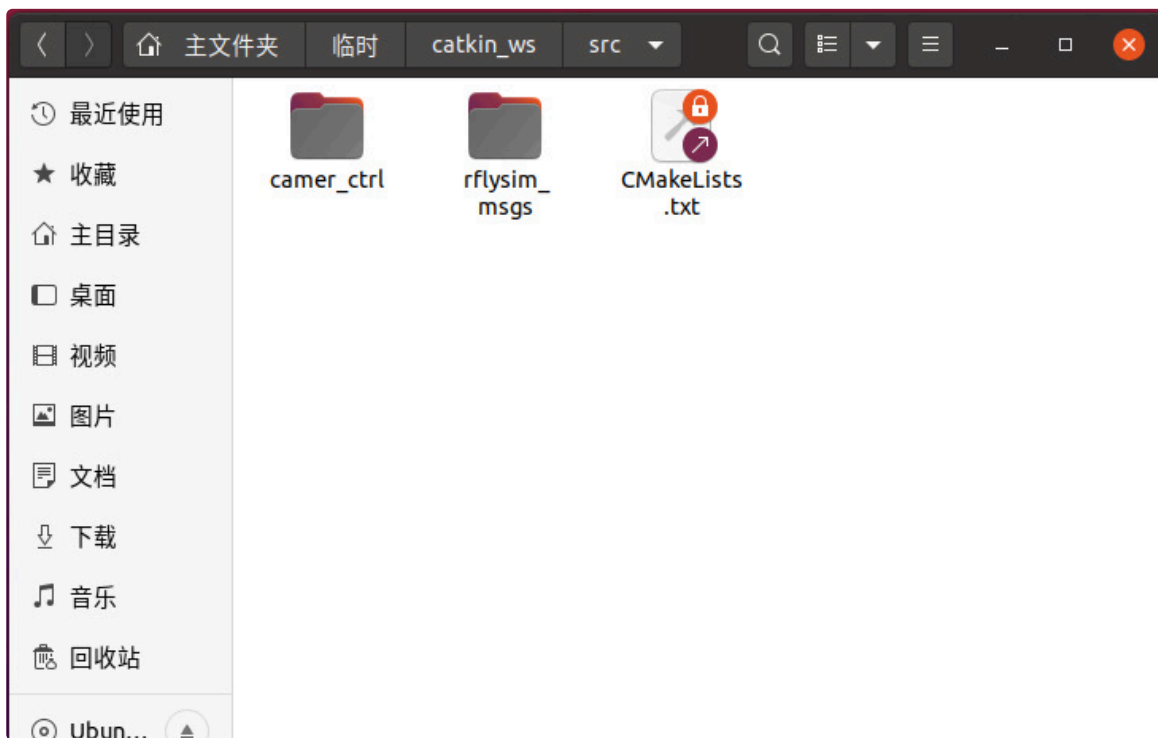 主文件夹 临时 catkin_ws src
最近使用
收藏
主目录
桌面
视频
图片
文档
下载
音乐
回收站
Ubun...
camer_ctrl
rflysim_
msgs
CMakeLists
.txt